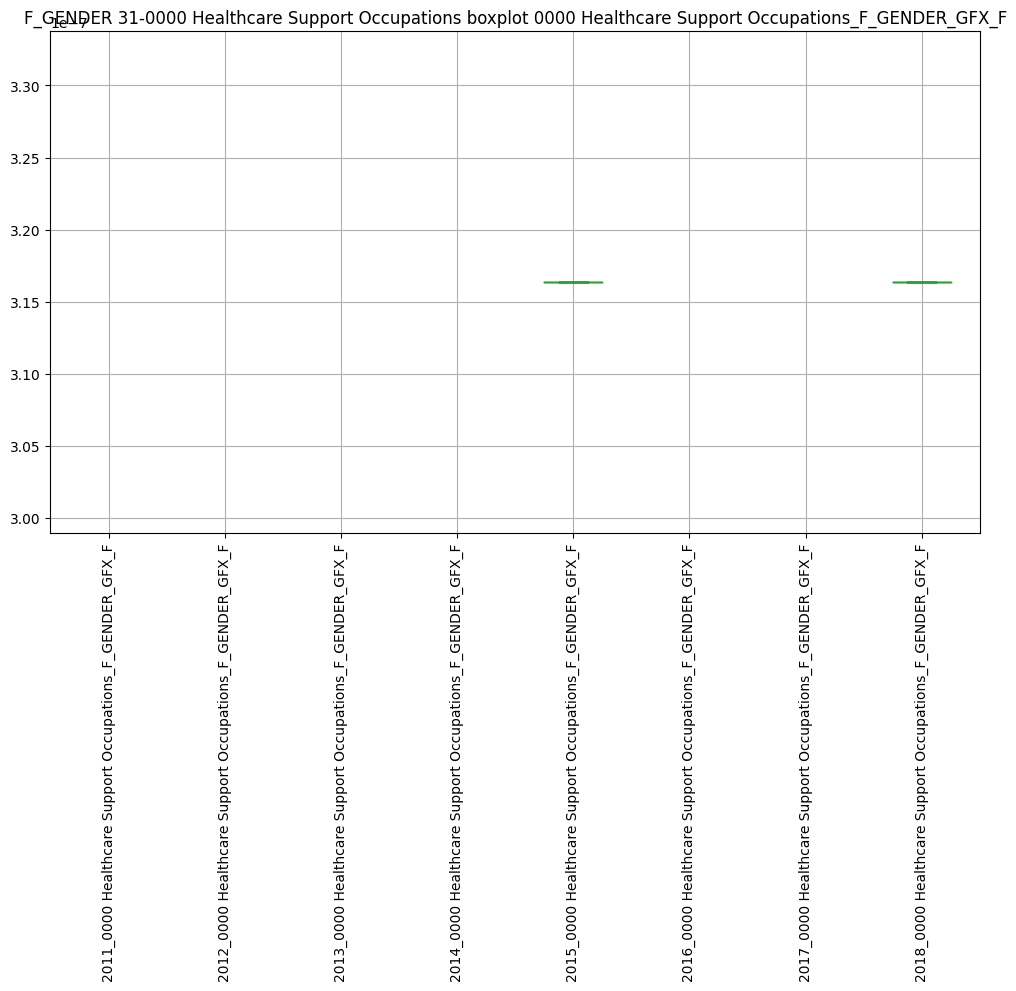 F_GENDER 31-0000 Healthcare Support Occupations boxplot 0000 Healthcare Support Occupations_F_GENDER_GFX_F
1e−7
3.30
3.25
3.20
3.15
3.10
3.05
3.00
2011_0000 Healthcare Support Occupations_F_GENDER_GFX_F
2012_0000 Healthcare Support Occupations_F_GENDER_GFX_F
2013_0000 Healthcare Support Occupations_F_GENDER_GFX_F
2014_0000 Healthcare Support Occupations_F_GENDER_GFX_F
2015_0000 Healthcare Support Occupations_F_GENDER_GFX_F
2016_0000 Healthcare Support Occupations_F_GENDER_GFX_F
2017_0000 Healthcare Support Occupations_F_GENDER_GFX_F
2018_0000 Healthcare Support Occupations_F_GENDER_GFX_F